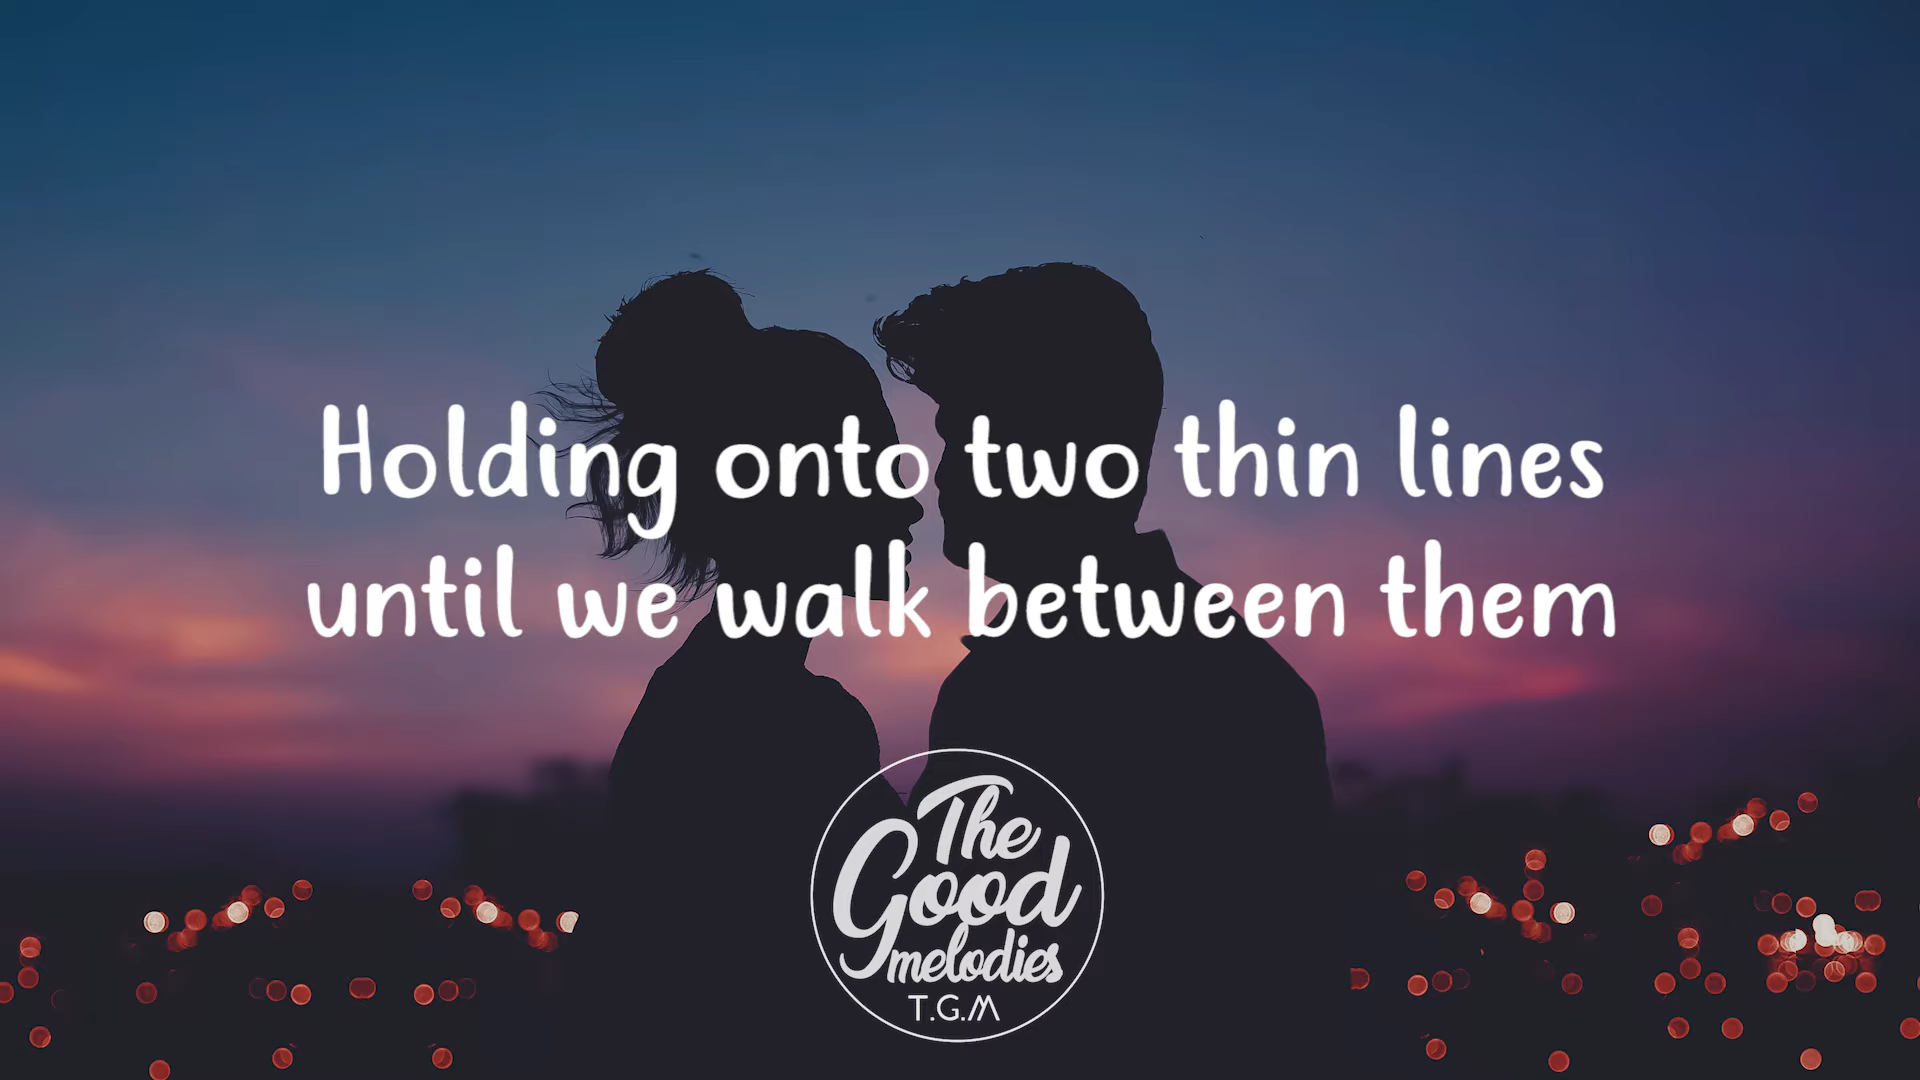 Holding onto two thin lines
until we walk between them
The
Good
melodies
T.G.M